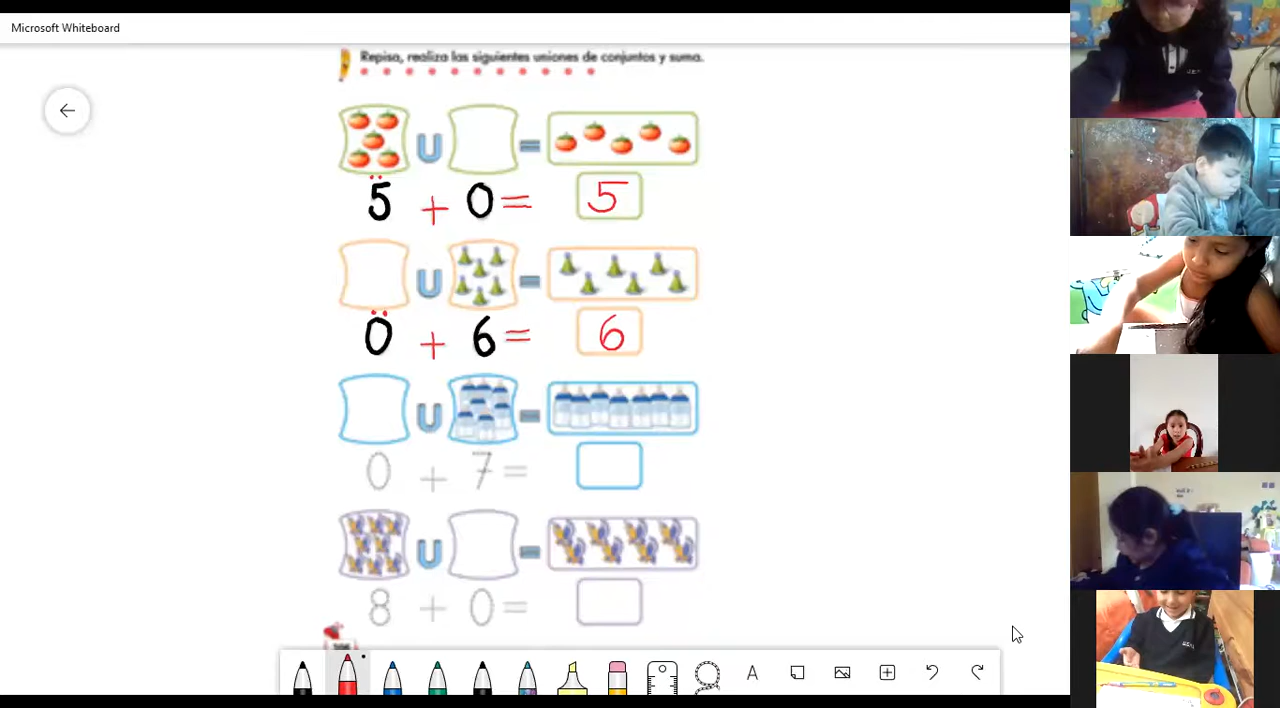 Microsoft Whiteboard
Repisa, realiza las siguientes uniones de conjuntos y suma.
U =
5 + 0 = 5
U =
0 + 6 = 6
U =
0 + 7 =
U =
8 + 0 =
A